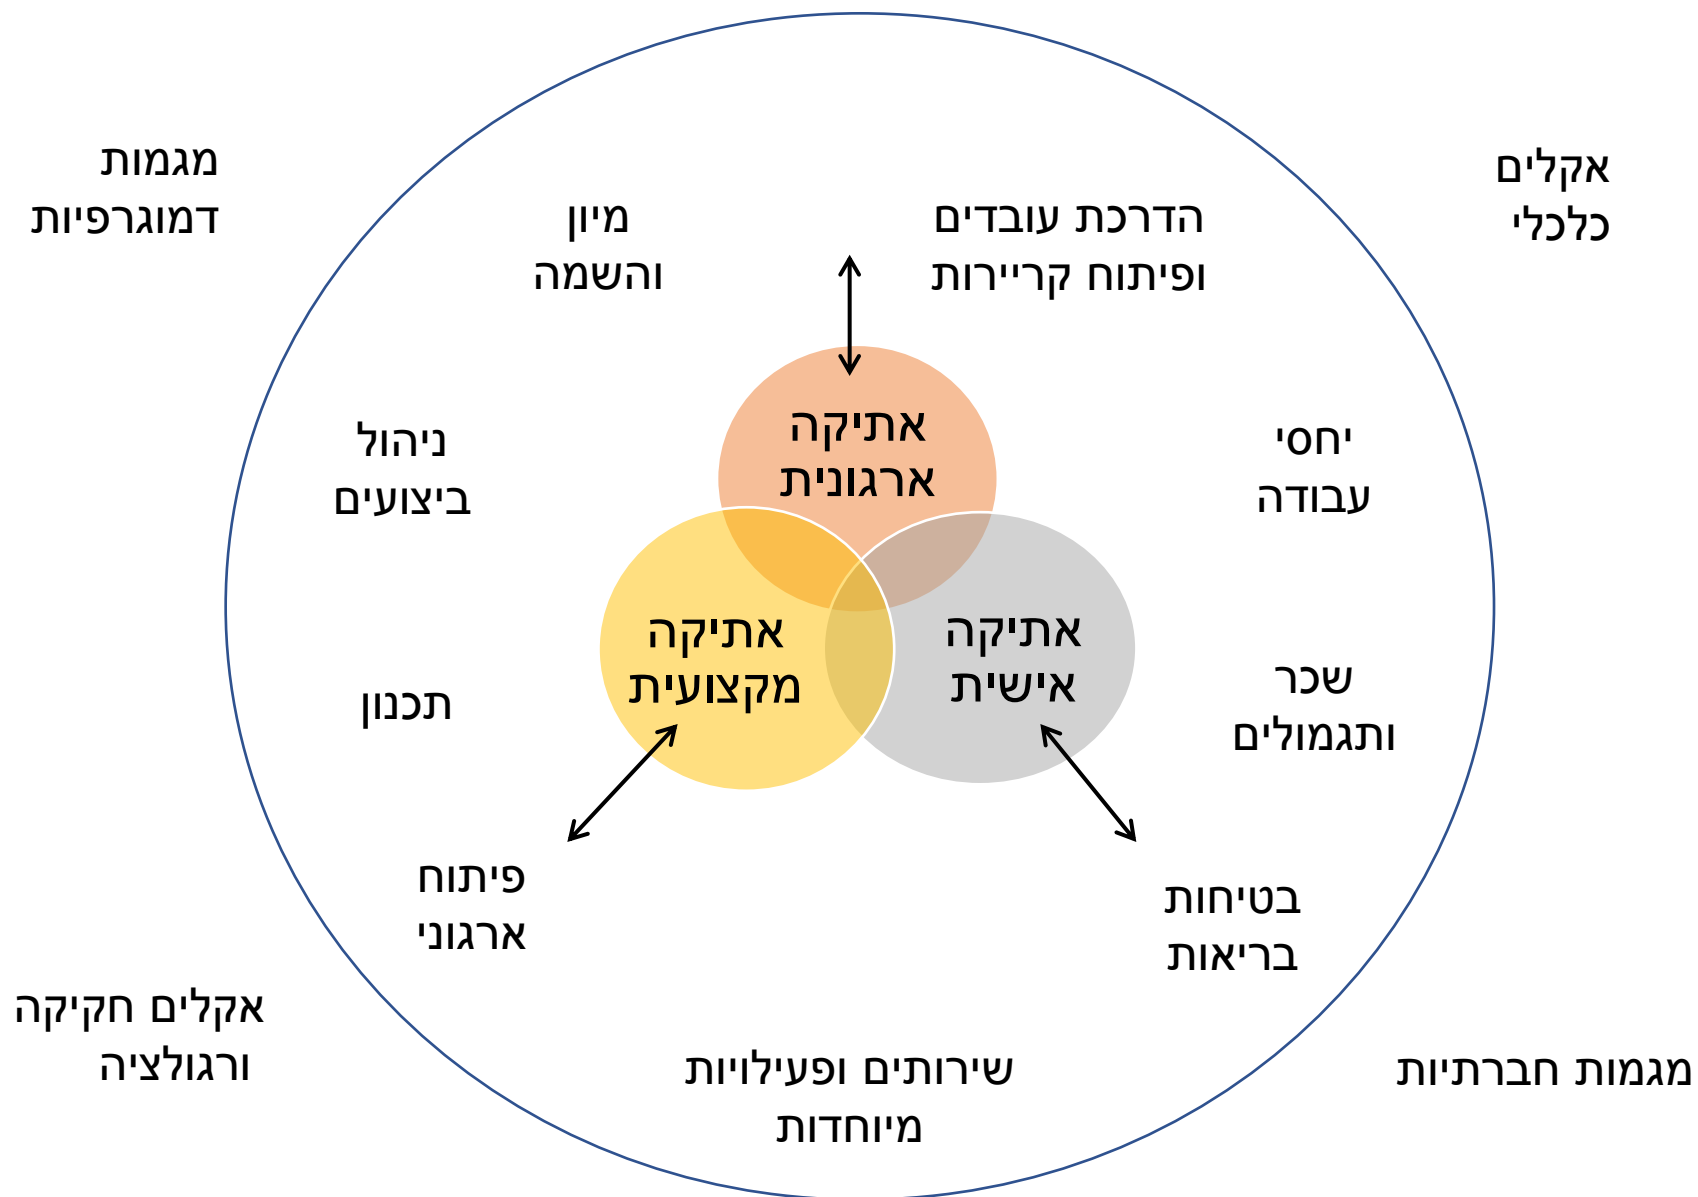 אקלים
כלכלי
מגמות
דמוגרפיות
הדרכת עובדים
ופיתוח קריירות
מיון
והשמה
יחסי
עבודה
ניהול
ביצועים
אתיקה
ארגונית
אתיקה
אישית
אתיקה
מקצועית
שכר
ותגמולים
תכנון
בטיחות
בריאות
פיתוח
ארגוני
שירותים ופעילויות
מיוחדות
מגמות חברתיות
אקלים חקיקה
ורגולציה